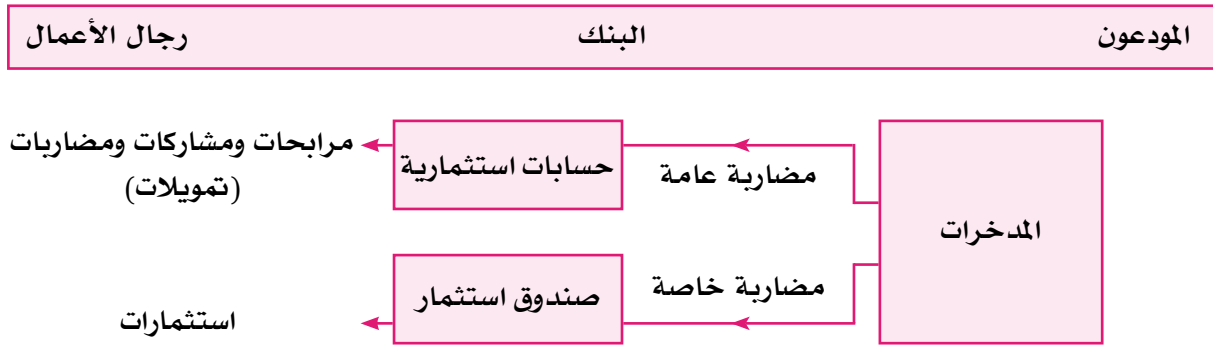 المودعون
البنك
رجال الأعمال
المدخرات
مضاربة عامة
حسابات استثمارية
مرابحات ومشاركات ومضاربات
(تمويلات)
مضاربة خاصة
صندوق استثمار
استثمارات